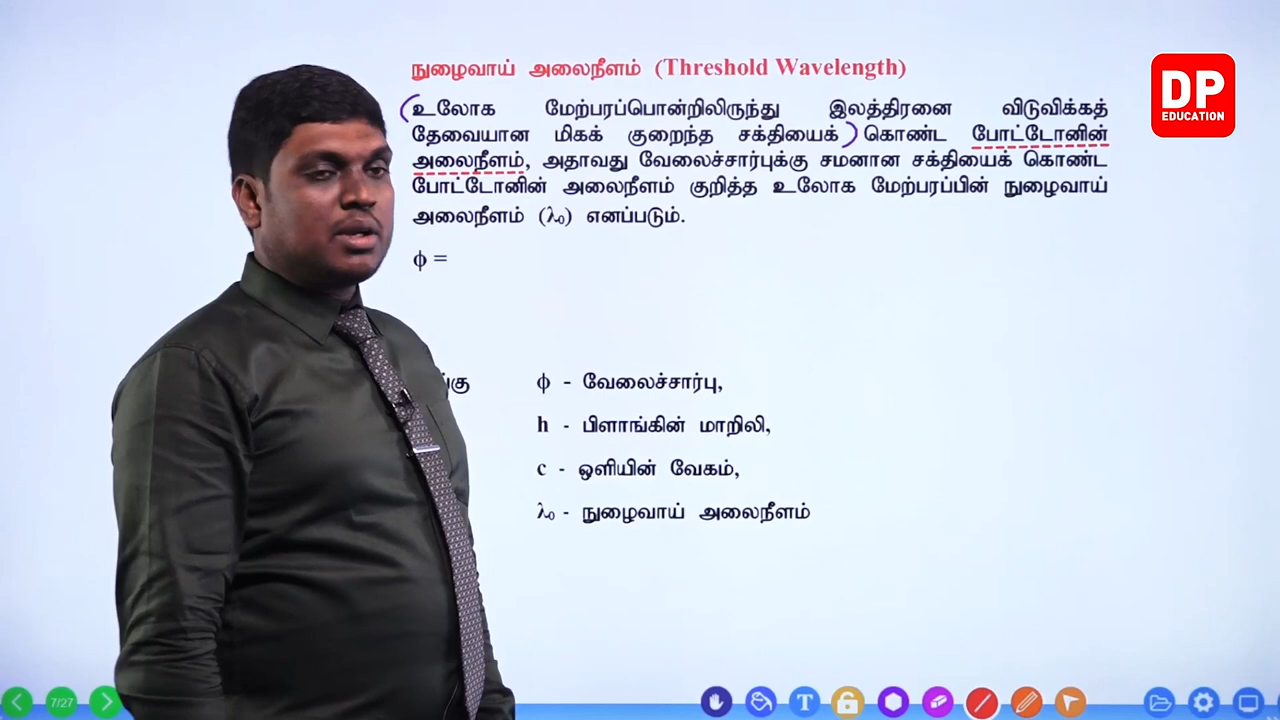 நுழைவாய் அலைநீளம் (Threshold Wavelength)
DP
EDUCATION
உலோக மேற்பரப்பொன்றிலிருந்து இலத்திரனை விடுவிக்கத்
தேவையான மிகக் குறைந்த சக்தியைக் கொண்ட போட்டோனின்
அலைநீளம், அதாவது வேலைச்சார்புக்கு சமனான சக்தியைக் கொண்ட
போட்டோனின் அலைநீளம் குறித்த உலோக மேற்பரப்பின் நுழைவாய்
அலைநீளம் (λ₀) எனப்படும்.
ϕ =
ϕ - வேலைச்சார்பு,
h - பிளாங்கின் மாறிலி,
c - ஒளியின் வேகம்,
λ₀ - நுழைவாய் அலைநீளம்
7/27